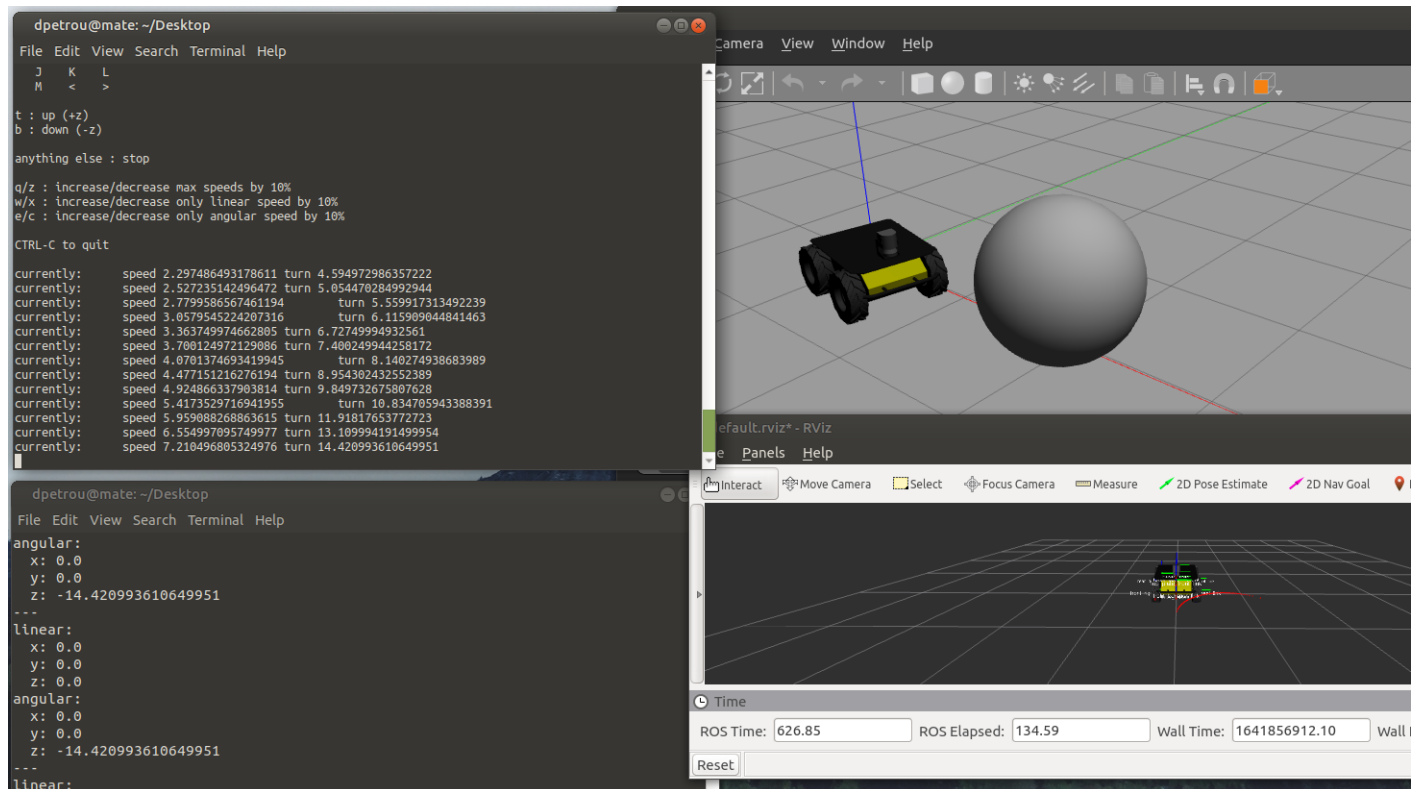 dpetrou@mate: ~/Desktop
File Edit View Search Terminal Help
J K L
M < >
t : up (+z)
b : down (-z)
anything else : stop
q/z : increase/decrease max speeds by 10%
w/x : increase/decrease only linear speed by 10%
e/c : increase/decrease only angular speed by 10%
CTRL-C to quit
currently: speed 2.297486493178611 turn 4.594972986357222
currently: speed 2.527235142496472 turn 5.054470284992944
currently: speed 2.7799586567461194 turn 5.559917313492239
currently: speed 3.0579545224207316 turn 6.115909044841463
currently: speed 3.363749974662805 turn 6.72749994932561
currently: speed 3.700124972129086 turn 7.400249944258172
currently: speed 4.0701374693419945 turn 8.140274938683989
currently: speed 4.477151216276194 turn 8.954302432552389
currently: speed 4.924866337903814 turn 9.849732675807628
currently: speed 5.4173529716941955 turn 10.834705943388391
currently: speed 5.959088268863615 turn 11.91817653772723
currently: speed 6.554997095749977 turn 13.109994191499954
currently: speed 7.210496805324976 turn 14.420993610649951
Camera View Window Help
dpetrou@mate: ~/Desktop
File Edit View Search Terminal Help
angular:
x: 0.0
y: 0.0
z: -14.420993610649951
---
linear:
x: 0.0
y: 0.0
z: 0.0
angular:
x: 0.0
y: 0.0
z: -14.420993610649951
---
linear:
efault.rviz* - RViz
e Panels Help
Interact Move Camera Select Focus Camera Measure 2D Pose Estimate 2D Nav Goal
Time
ROS Time: 626.85 ROS Elapsed: 134.59 Wall Time: 1641856912.10 Wall
Reset